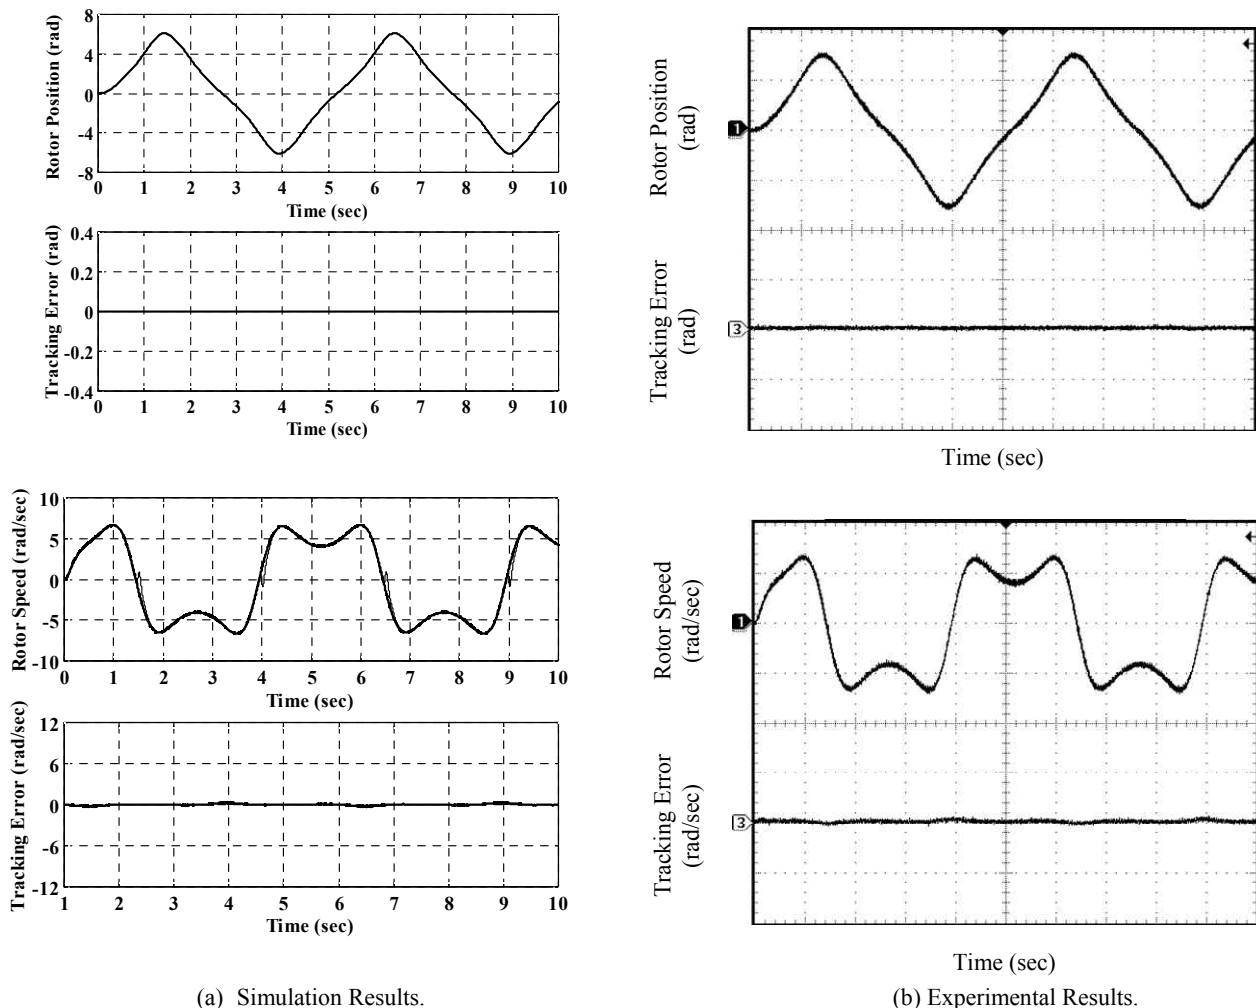 Rotor Position (rad)
8
4
0
-4
-8
0 1 2 3 4 5 6 7 8 9 10
Time (sec)
Tracking Error (rad)
0.4
0.2
0
-0.2
-0.4
0 1 2 3 4 5 6 7 8 9 10
Time (sec)
Rotor Speed (rad/sec)
10
5
0
-5
-10
0 1 2 3 4 5 6 7 8 9 10
Time (sec)
Tracking Error (rad/sec)
12
6
0
-6
-12
1 2 3 4 5 6 7 8 9 10
Time (sec)
(a) Simulation Results.
Rotor Position
(rad)
1
Tracking Error
(rad)
3
Time (sec)
Rotor Speed
(rad/sec)
1
Tracking Error
(rad/sec)
3
Time (sec)
(b) Experimental Results.